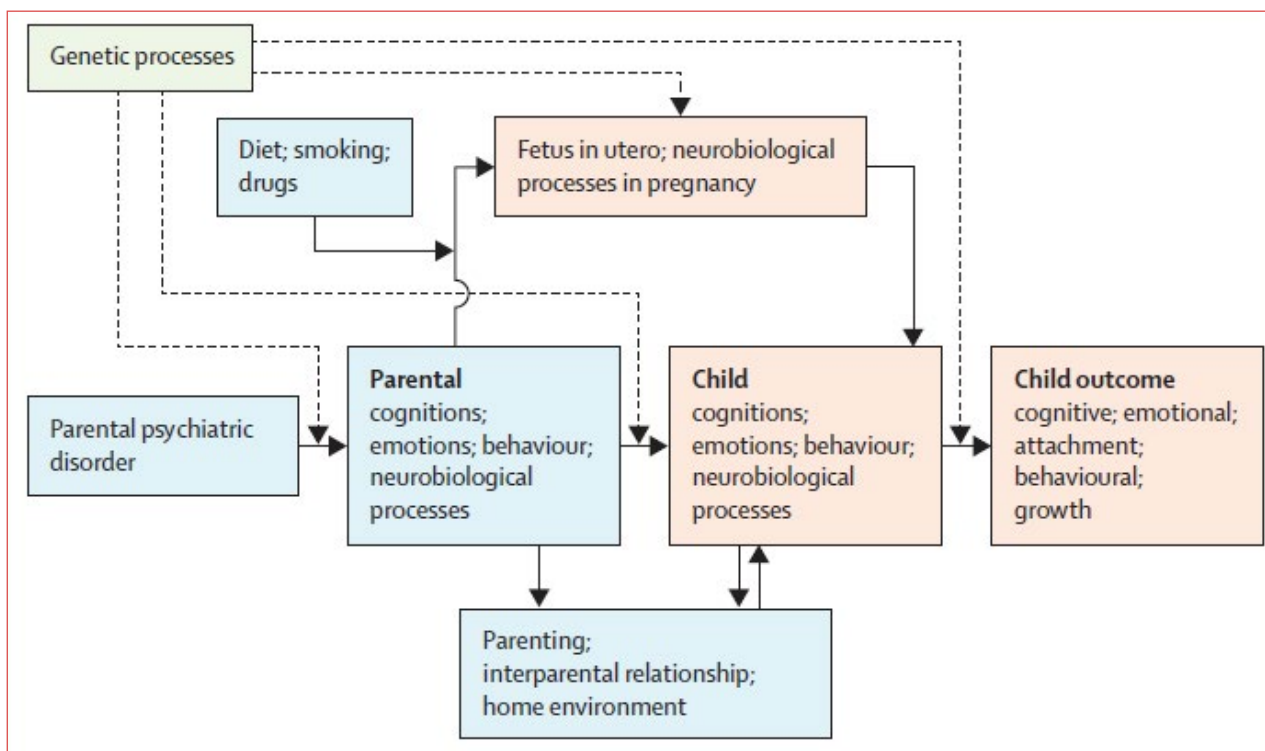 Genetic processes
Diet; smoking;
drugs
Fetus in utero; neurobiological
processes in pregnancy
Parental psychiatric
disorder
Parental
cognitions;
emotions; behaviour;
neurobiological
processes
Child
cognitions;
emotions; behaviour;
neurobiological
processes
Child outcome
cognitive; emotional;
attachment;
behavioural;
growth
Parenting;
interparental relationship;
home environment